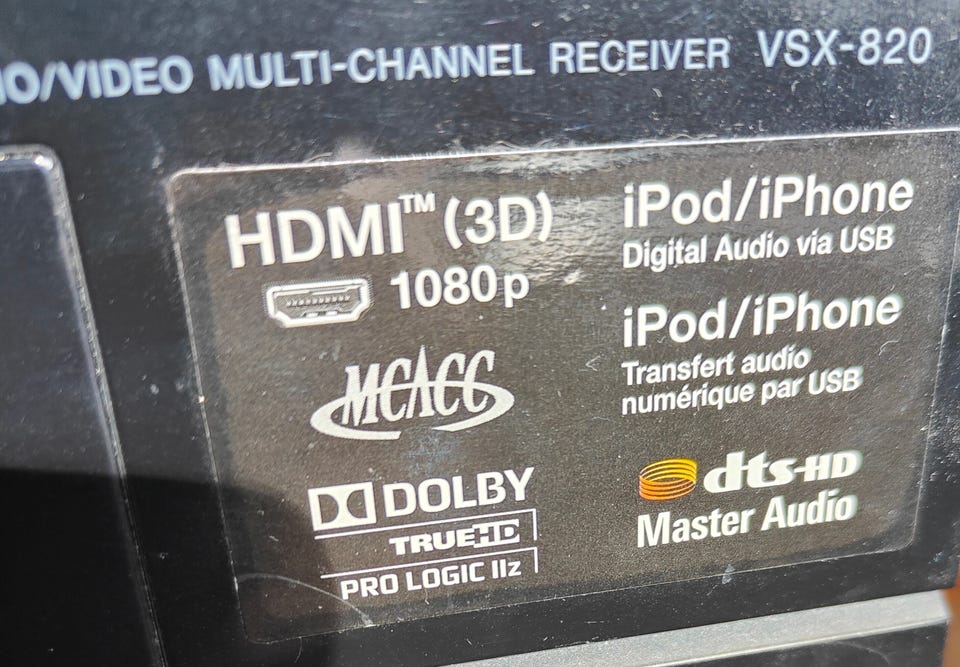 IO/VIDEO MULTI-CHANNEL RECEIVER VSX-820
HDMI™ (3D)
1080p
MCACC
DOLBY
TRUEHD
PRO LOGIC IIz
iPod/iPhone
Digital Audio via USB
iPod/iPhone
Transfert audio
numérique par USB
dts-HD
Master Audio